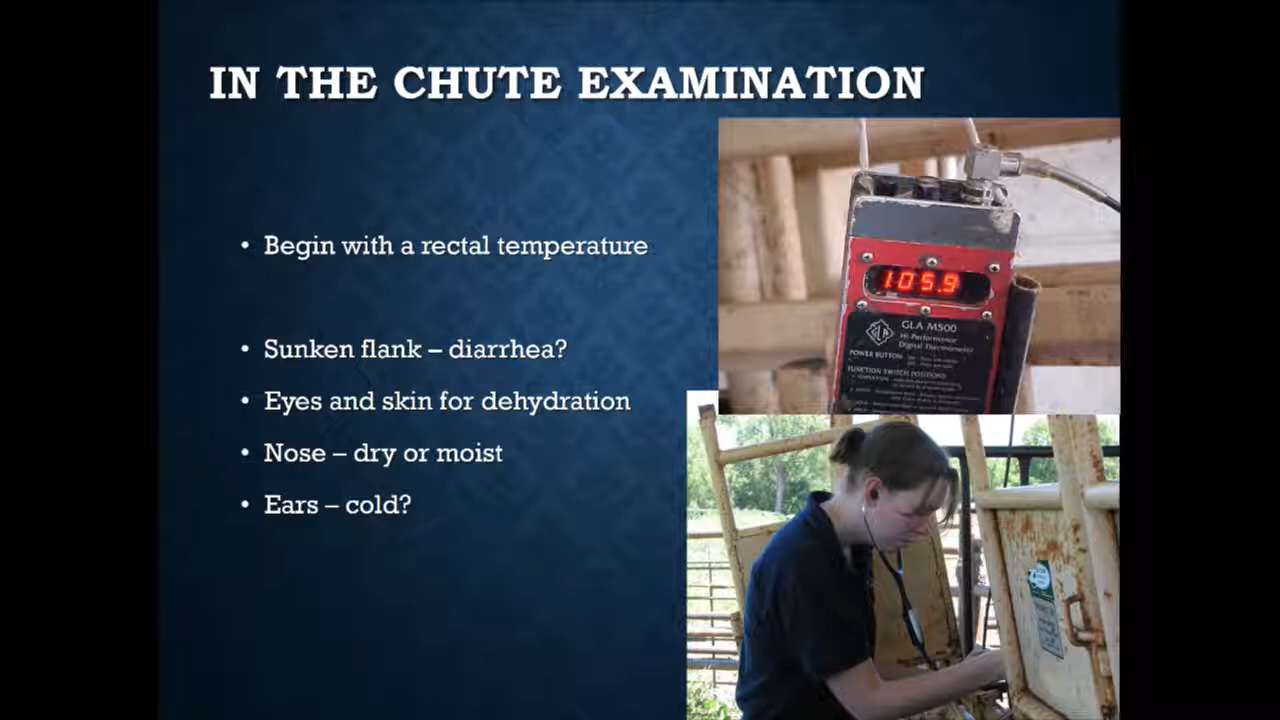 IN THE CHUTE EXAMINATION
• Begin with a rectal temperature
• Sunken flank – diarrhea?
• Eyes and skin for dehydration
• Nose – dry or moist
• Ears – cold?
105.9
GLA
GLA M500
Hi-Performance
Digital Thermometer
POWER BUTTON
FUNCTION SWITCH POSITIONS